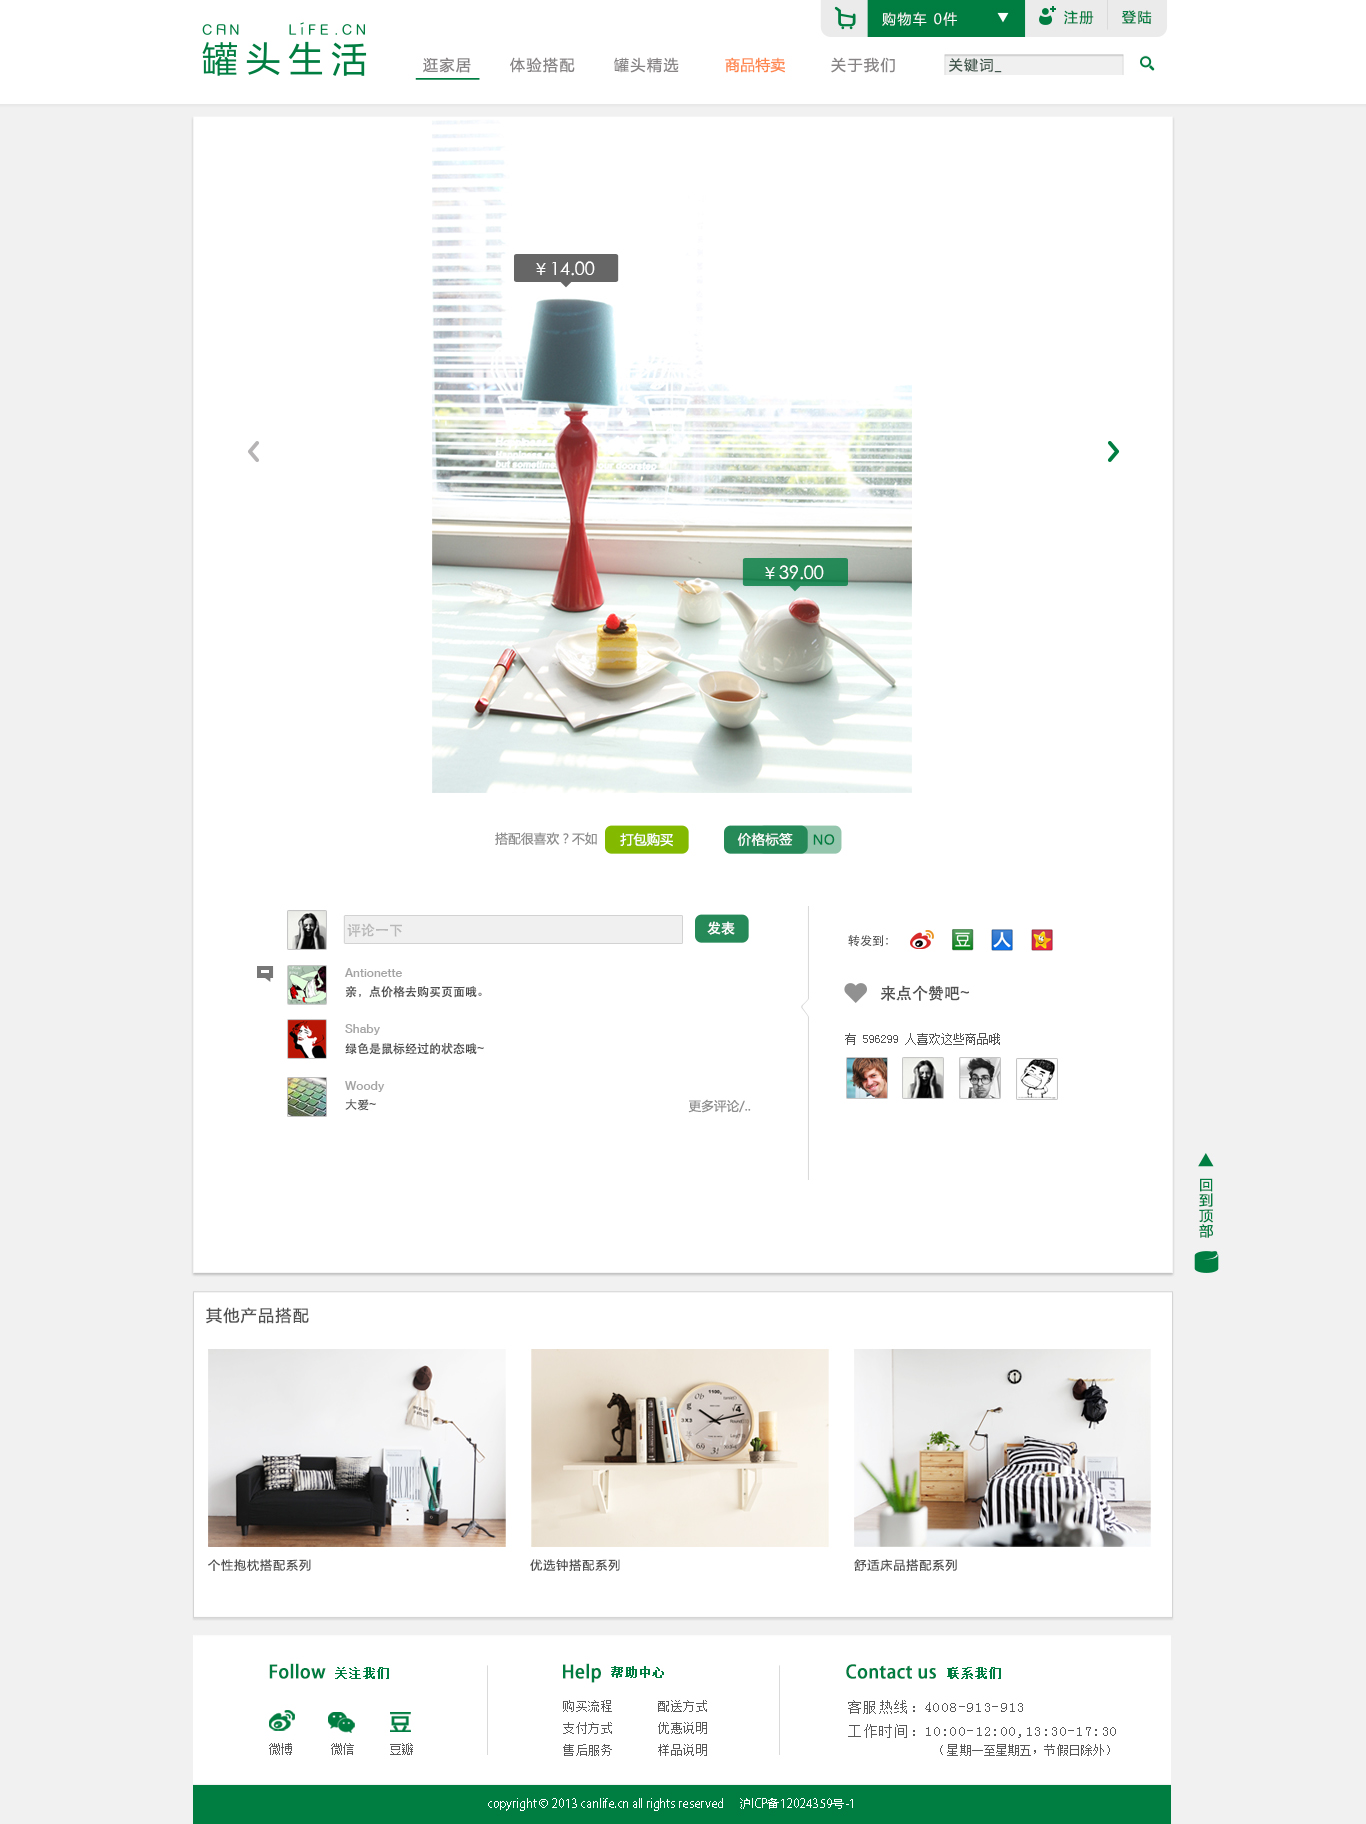 CAN LiFE.CN
罐头生活
购物车 0件
注册
登陆
逛家居
体验搭配
罐头精选
商品特卖
关于我们
关键词_
¥ 14.00
¥ 39.00
搭配很喜欢？不如
打包购买
价格标签
NO
评论一下
发表
Antionette
亲，点价格去购买页面哦。
Shaby
绿色是鼠标经过的状态哦~
Woody
大爱~
更多评论/..
转发到：
来点个赞吧~
有 596299 人喜欢这些商品哦
回到顶部
其他产品搭配
个性抱枕搭配系列
优选钟搭配系列
舒适床品搭配系列
Follow 关注我们
微博
微信
豆瓣
Help 帮助中心
购买流程
配送方式
支付方式
优惠说明
售后服务
样品说明
Contact us 联系我们
客服热线：4008-913-913
工作时间：10:00-12:00,13:30-17:30
（星期一至星期五，节假日除外）
copyright© 2013 canlife.cn all rights reserved 沪ICP备12024359号-1